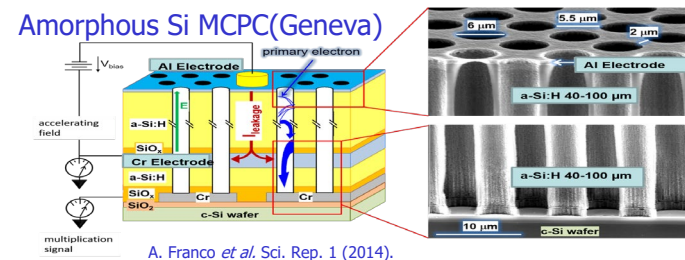 Amorphous Si MCPC(Geneva)
Vbias
Al Electrode
primary electron
6 µm
5.5 µm
2 µm
Al Electrode
a-Si:H 40-100 µm
accelerating
field
E
a-Si:H
Ileakage
SiOx
Cr Electrode
a-Si:H
SiOx
SiO2
Cr
Cr
c-Si wafer
multiplication
signal
a-Si:H 40-100 µm
10 µm
c-Si wafer
A. Franco et al. Sci. Rep. 1 (2014).